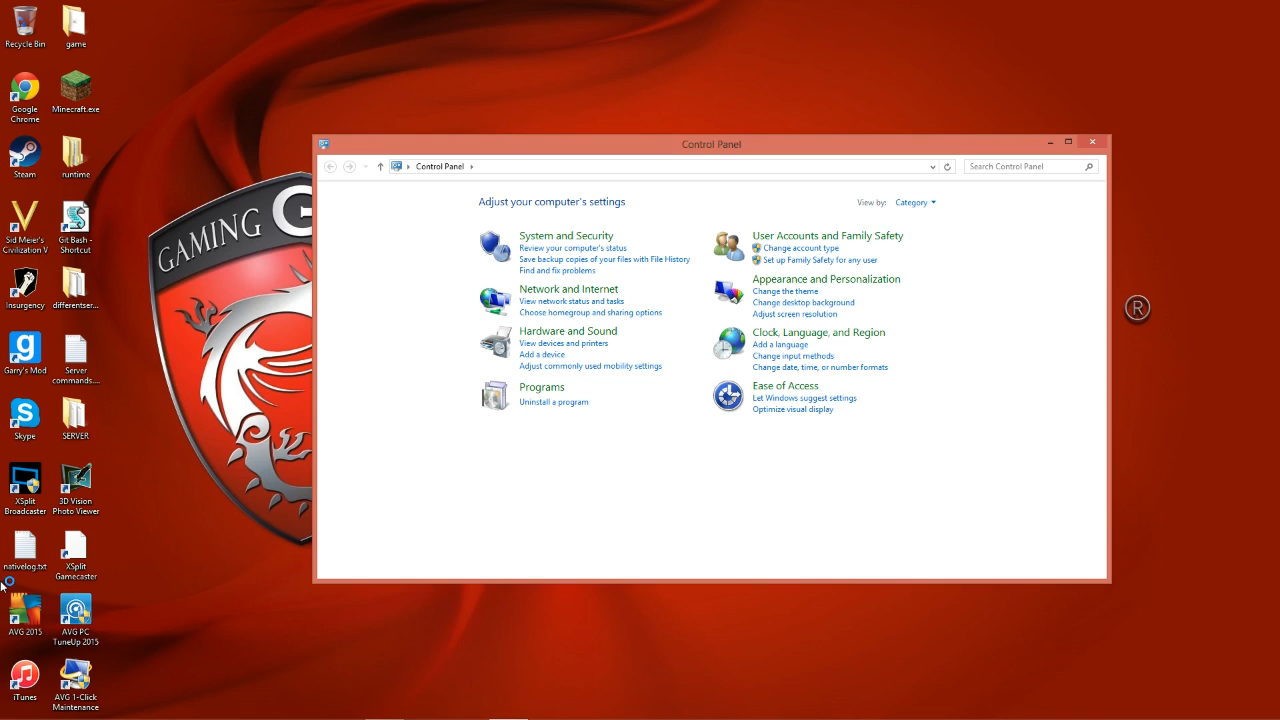 Recycle Bin
game
Google
Chrome
Minecraft.exe
Steam
runtime
Sid Meier's
Civilization V
Git Bash -
Shortcut
Insurgency
differentser...
Garry's Mod
Server
commands....
Skype
SERVER
XSplit
Broadcaster
3D Vision
Photo Viewer
nativelog.txt
XSplit
Gamecaster
AVG 2015
AVG PC
TuneUp 2015
iTunes
AVG 1-Click
Maintenance
GAMING G
Control Panel
Control Panel
Search Control Panel
Adjust your computer's settings
View by: Category
System and Security
Review your computer's status
Save backup copies of your files with File History
Find and fix problems
Network and Internet
View network status and tasks
Choose homegroup and sharing options
Hardware and Sound
View devices and printers
Add a device
Adjust commonly used mobility settings
Programs
Uninstall a program
User Accounts and Family Safety
Change account type
Set up Family Safety for any user
Appearance and Personalization
Change the theme
Change desktop background
Adjust screen resolution
Clock, Language, and Region
Add a language
Change input methods
Change date, time, or number formats
Ease of Access
Let Windows suggest settings
Optimize visual display
®